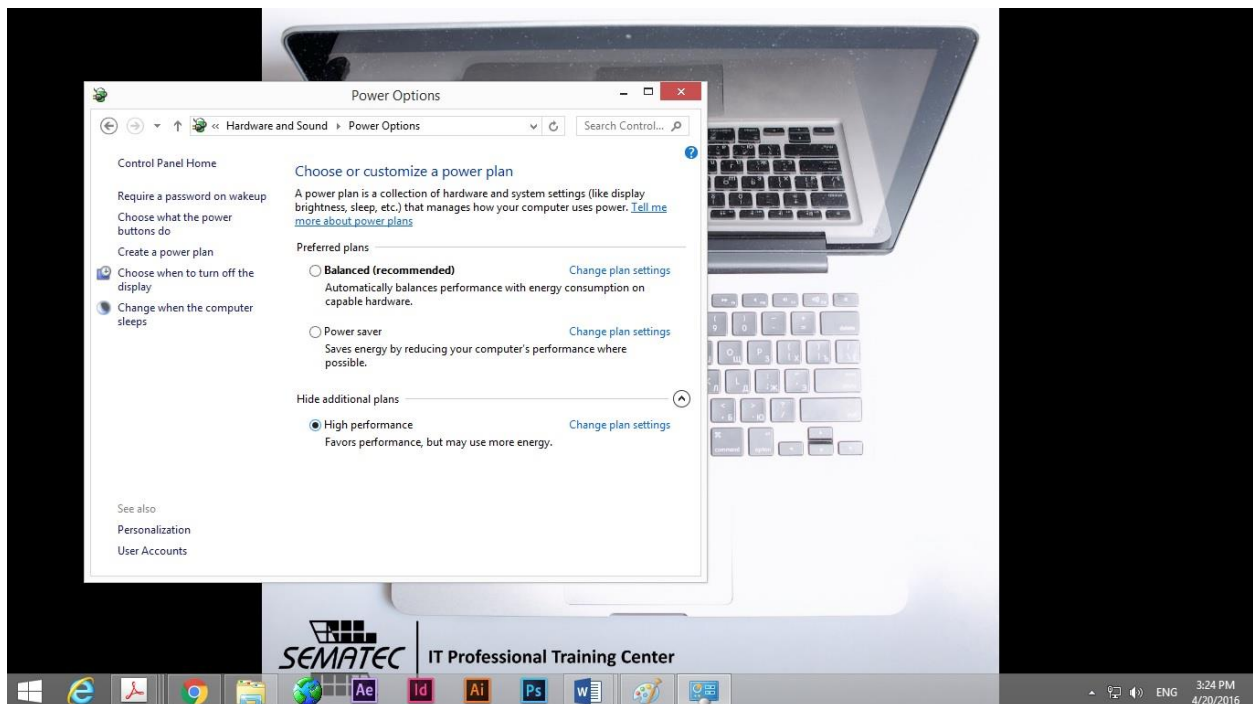 Power Options
« Hardware and Sound Power Options
Search Control...
Control Panel Home
Require a password on wakeup
Choose what the power
buttons do
Create a power plan
Choose when to turn off the
display
Change when the computer
sleeps
See also
Personalization
User Accounts
Choose or customize a power plan
A power plan is a collection of hardware and system settings (like display
brightness, sleep, etc.) that manages how your computer uses power. Tell me
more about power plans
Preferred plans
Balanced (recommended) Change plan settings
Automatically balances performance with energy consumption on
capable hardware.
Power saver Change plan settings
Saves energy by reducing your computer's performance where
possible.
Hide additional plans
High performance Change plan settings
Favors performance, but may use more energy.
SEMATEC
IT Professional Training Center
Ae Id Ai Ps W
ENG
3:24 PM
4/20/2016